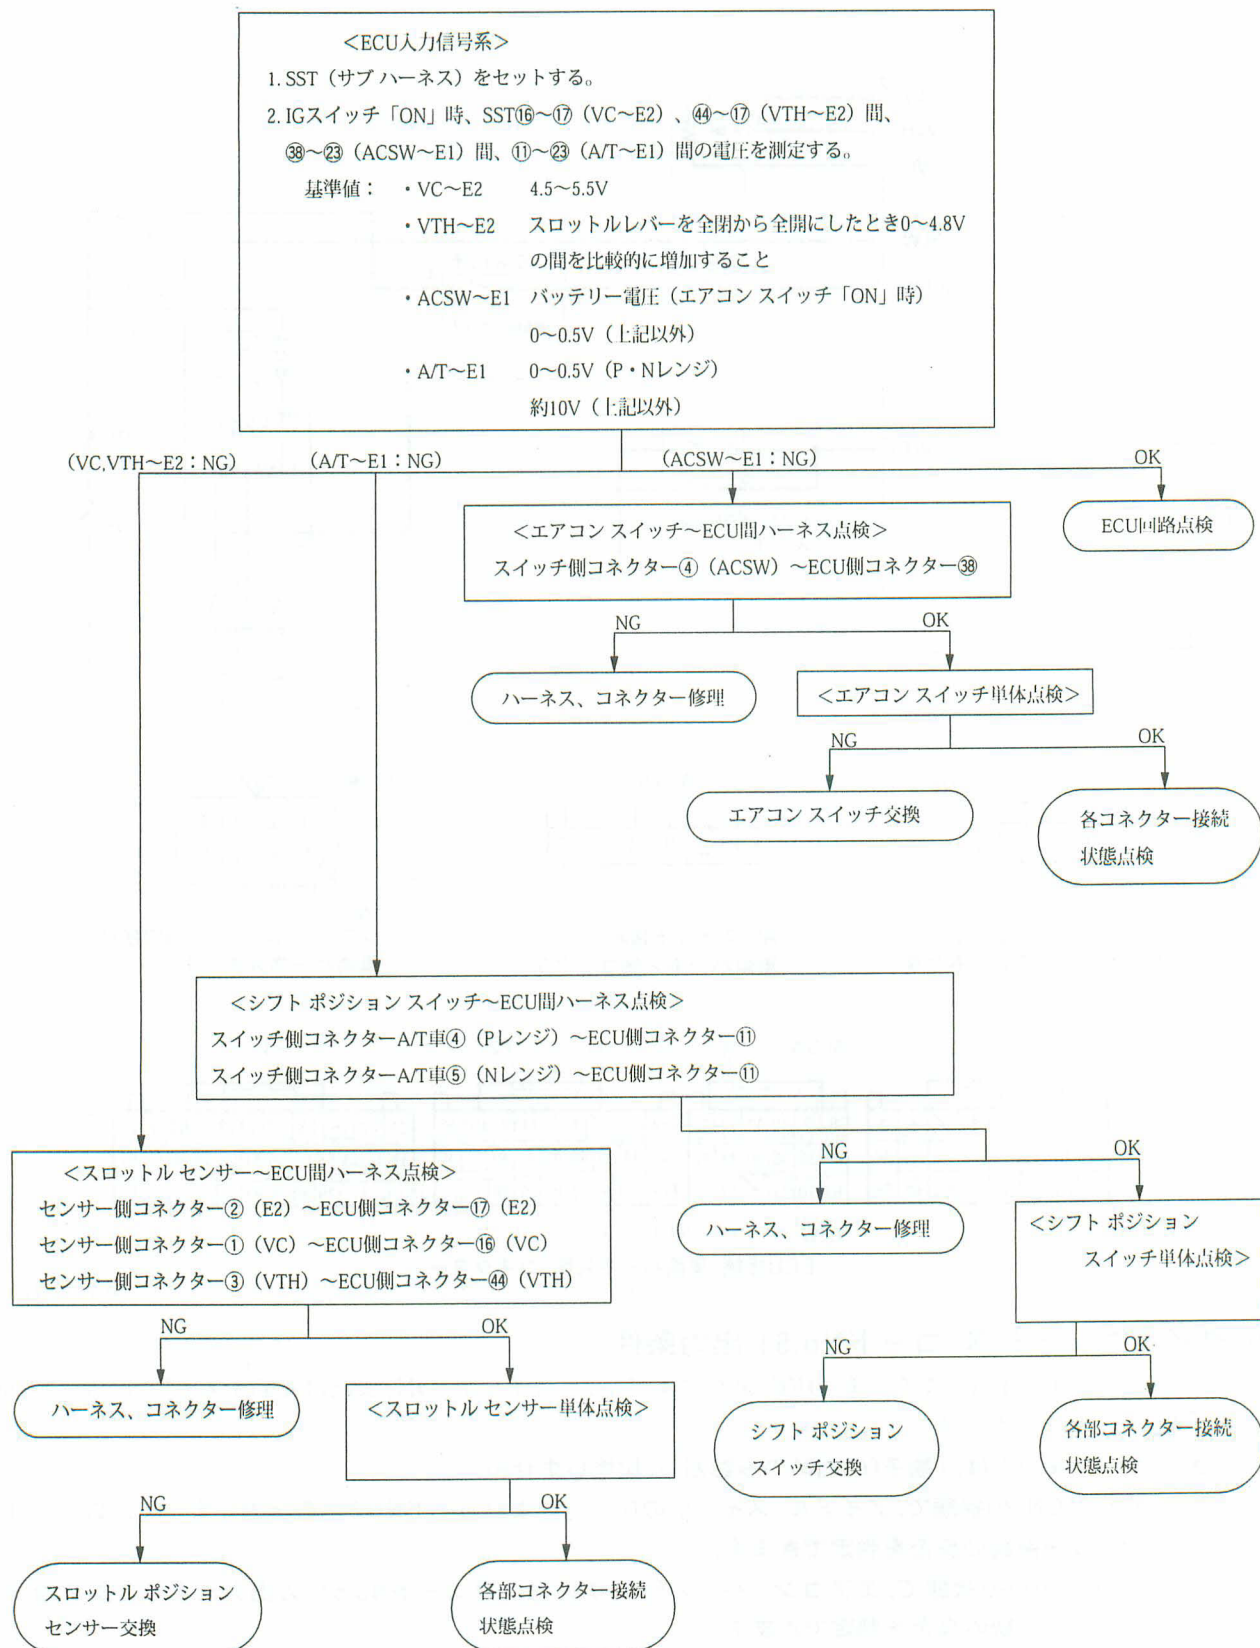 <ECU入力信号系>
1. SST（サブ ハーネス）をセットする。
2. IGスイッチ「ON」時、SST⑯～⑰（VC～E2）、㊹～⑰（VTH～E2）間、
㊳～㉓（ACSW～E1）間、⑪～㉓（A/T～E1）間の電圧を測定する。
基準値： ・VC～E2 4.5～5.5V
・VTH～E2 スロットルレバーを全閉から全開にしたとき0～4.8V
の間を比較的に増加すること
・ACSW～E1 バッテリー電圧（エアコン スイッチ「ON」時）
0～0.5V（上記以外）
・A/T～E1 0～0.5V（P・Nレンジ）
約10V（上記以外）
（VC,VTH～E2：NG） （A/T～E1：NG） （ACSW～E1：NG） OK
<エアコン スイッチ～ECU間ハーネス点検>
スイッチ側コネクター④（ACSW）～ECU側コネクター㊳
ECU回路点検
NG OK
ハーネス、コネクター修理
<エアコン スイッチ単体点検>
NG OK
エアコン スイッチ交換
各コネクター接続
状態点検
<シフト ポジション スイッチ～ECU間ハーネス点検>
スイッチ側コネクターA/T車④（Pレンジ）～ECU側コネクター⑪
スイッチ側コネクターA/T車⑤（Nレンジ）～ECU側コネクター⑪
NG OK
ハーネス、コネクター修理
<シフト ポジション
スイッチ単体点検>
NG OK
シフト ポジション
スイッチ交換
各部コネクター接続
状態点検
<スロットル センサー～ECU間ハーネス点検>
センサー側コネクター②（E2）～ECU側コネクター⑰（E2）
センサー側コネクター①（VC）～ECU側コネクター⑯（VC）
センサー側コネクター③（VTH）～ECU側コネクター㊹（VTH）
NG OK
ハーネス、コネクター修理
<スロットル センサー単体点検>
NG OK
スロットル ポジション
センサー交換
各部コネクター接続
状態点検